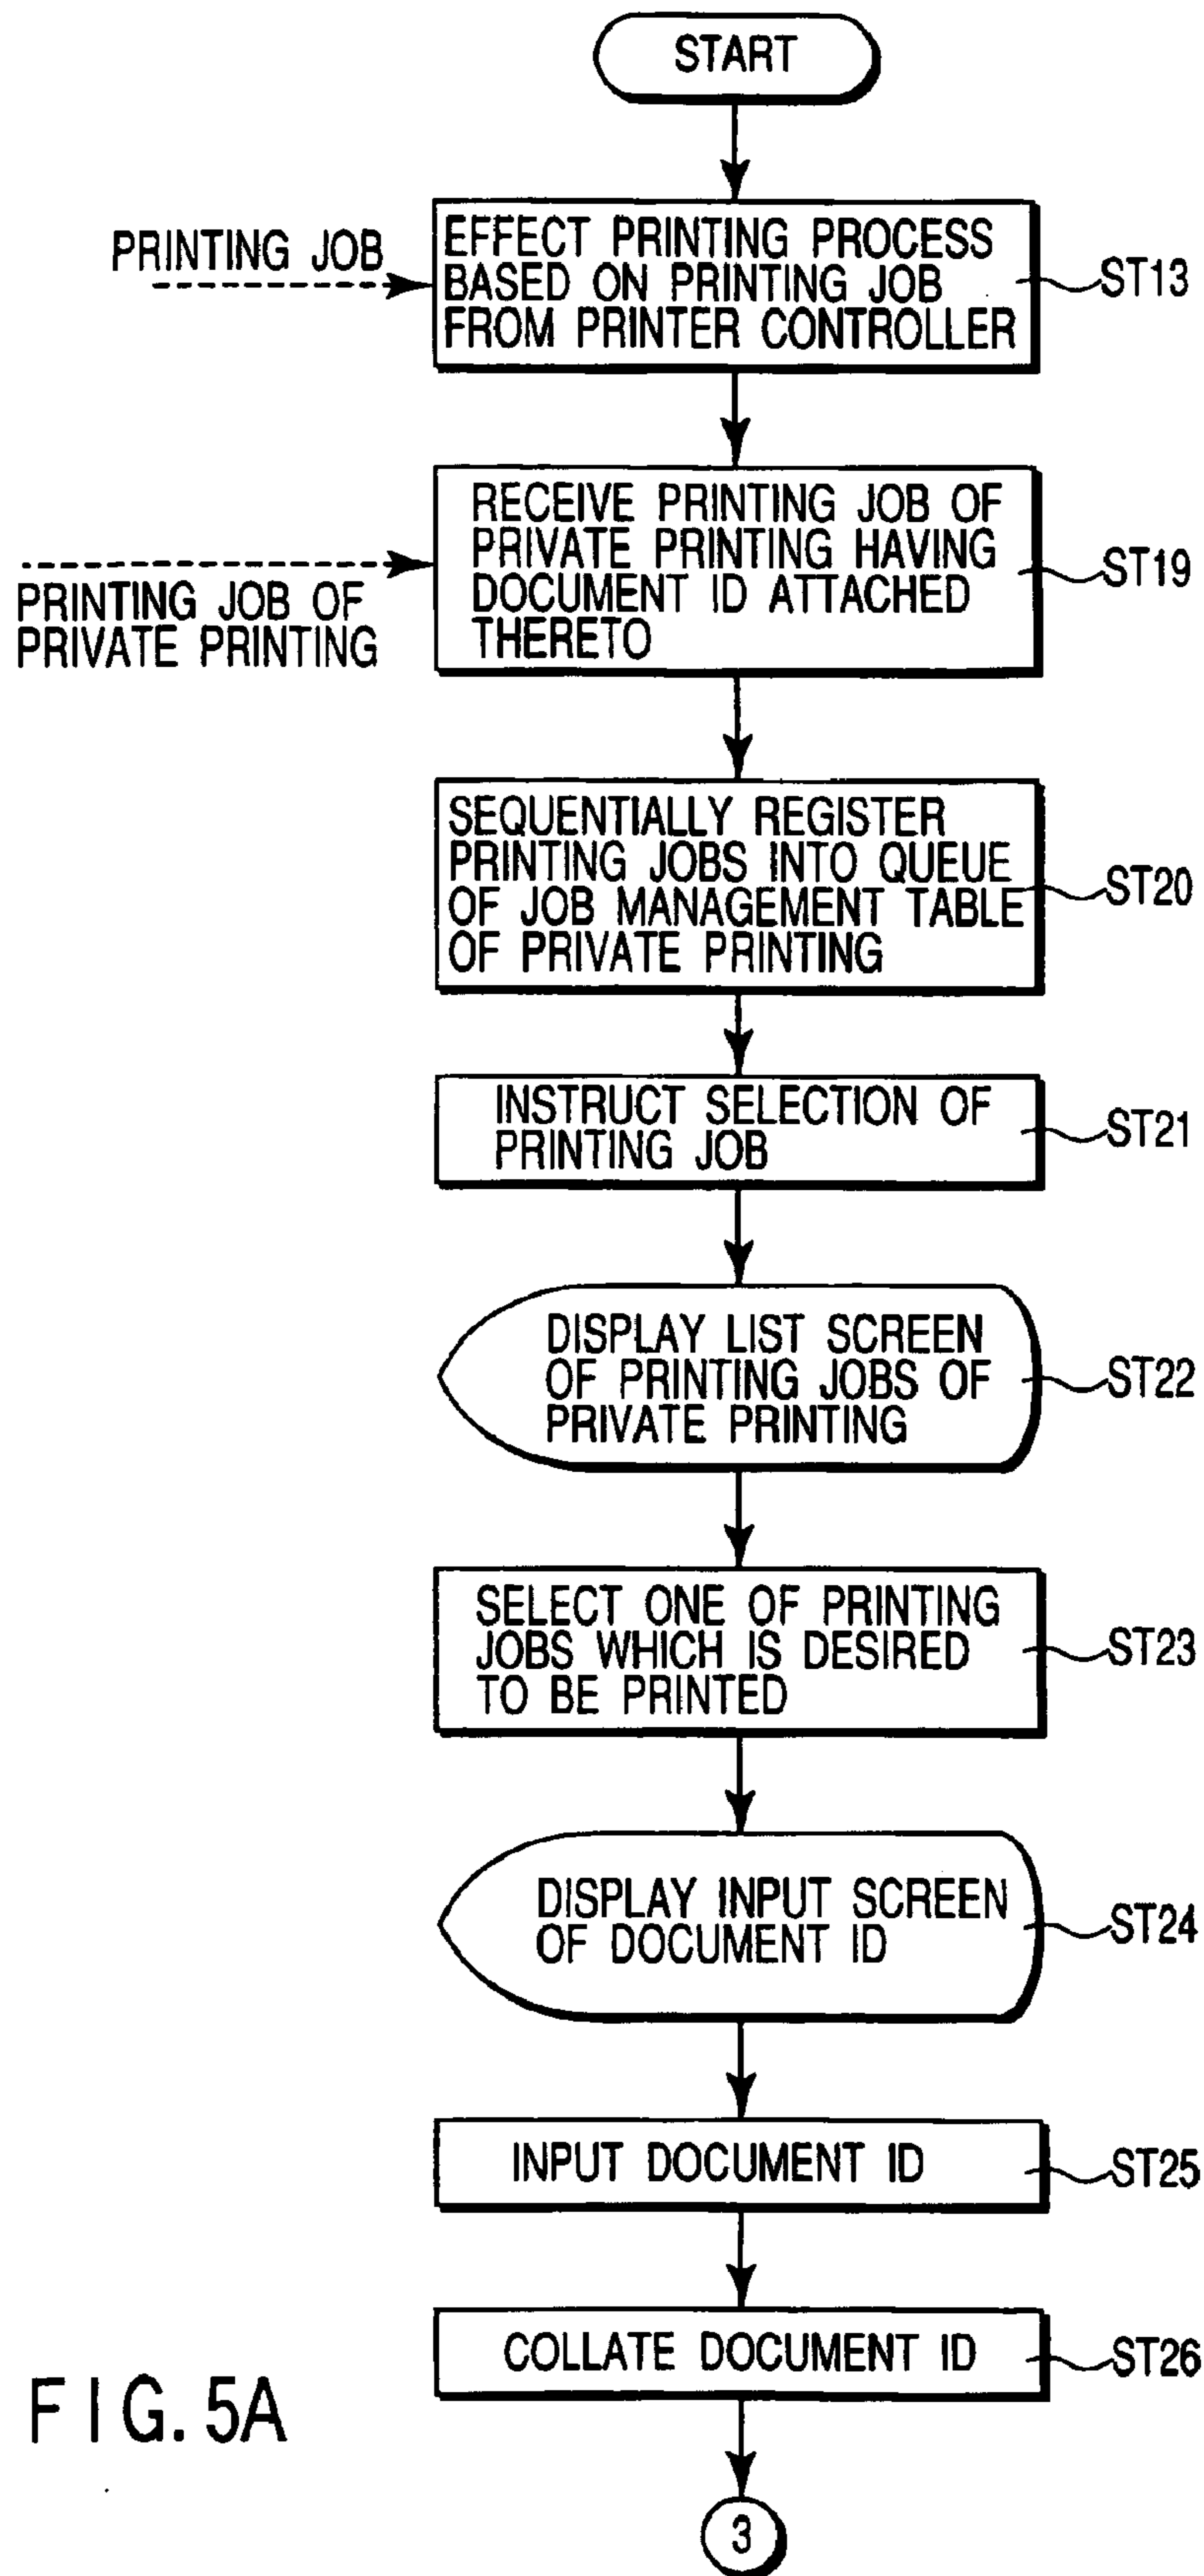 START
PRINTING JOB
EFFECT PRINTING PROCESS
BASED ON PRINTING JOB
FROM PRINTER CONTROLLER
ST13
PRINTING JOB OF
PRIVATE PRINTING
RECEIVE PRINTING JOB OF
PRIVATE PRINTING HAVING
DOCUMENT ID ATTACHED
THERETO
ST19
SEQUENTIALLY REGISTER
PRINTING JOBS INTO QUEUE
OF JOB MANAGEMENT TABLE
OF PRIVATE PRINTING
ST20
INSTRUCT SELECTION OF
PRINTING JOB
ST21
DISPLAY LIST SCREEN
OF PRINTING JOBS OF
PRIVATE PRINTING
ST22
SELECT ONE OF PRINTING
JOBS WHICH IS DESIRED
TO BE PRINTED
ST23
DISPLAY INPUT SCREEN
OF DOCUMENT ID
ST24
INPUT DOCUMENT ID
ST25
COLLATE DOCUMENT ID
ST26
FIG. 5A
3